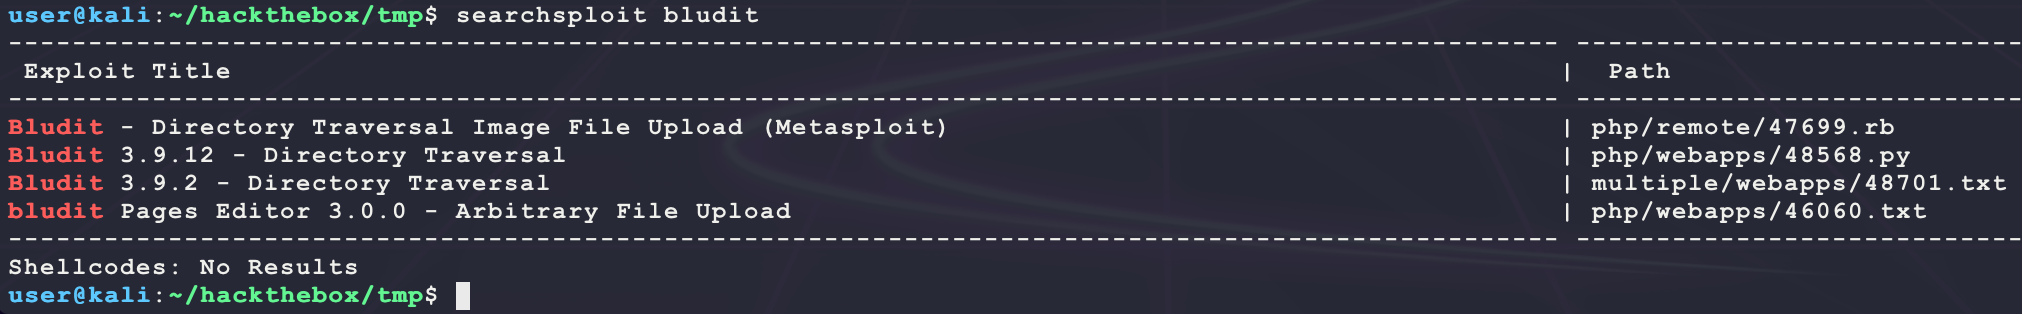 user@kali:~/hackthebox/tmp$ searchsploit bludit
--------------------------------------------------------------------------------------------------- ----------------------------
Exploit Title | Path
--------------------------------------------------------------------------------------------------- ----------------------------
Bludit - Directory Traversal Image File Upload (Metasploit) | php/remote/47699.rb
Bludit 3.9.12 - Directory Traversal | php/webapps/48568.py
Bludit 3.9.2 - Directory Traversal | multiple/webapps/48701.txt
bludit Pages Editor 3.0.0 - Arbitrary File Upload | php/webapps/46060.txt
--------------------------------------------------------------------------------------------------- ----------------------------
Shellcodes: No Results
user@kali:~/hackthebox/tmp$